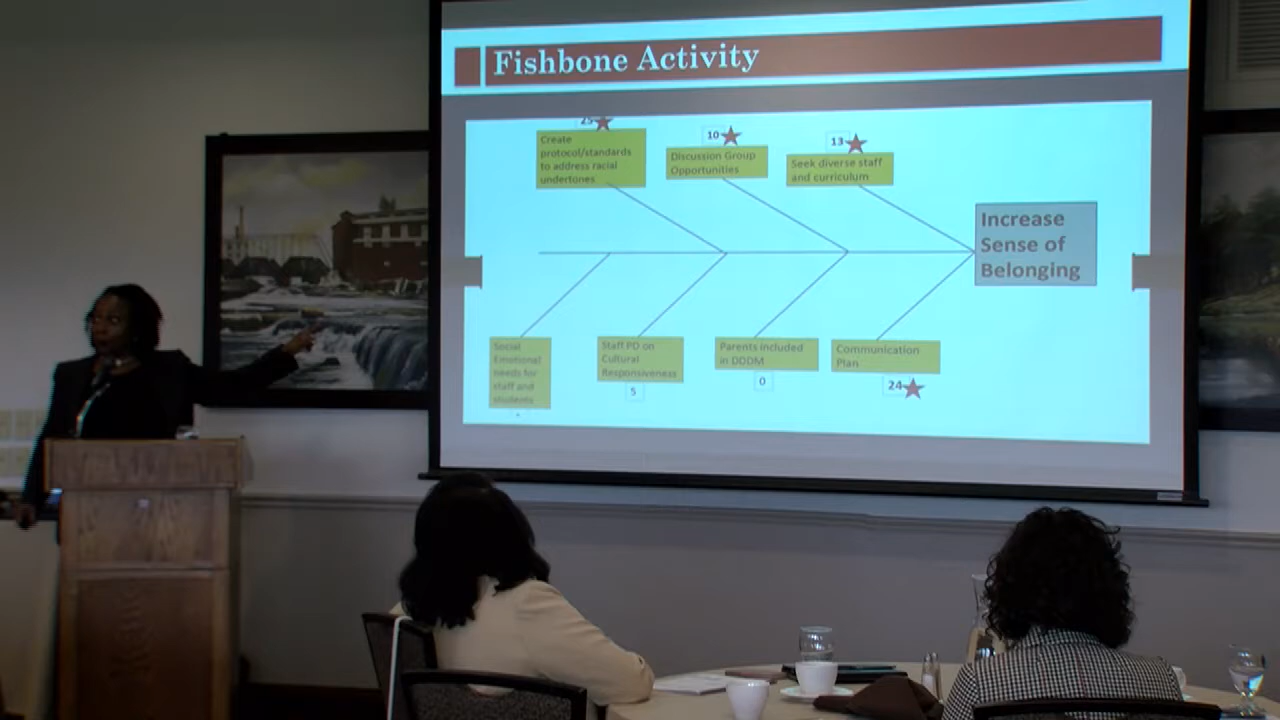 Fishbone Activity
25
Create
protocol/standards
to address racial
undertones
10
Discussion Group
Opportunities
13
Seek diverse staff
and curriculum
Increase
Sense of
Belonging
Social
Emotional
needs for
staff and
students
Staff PD on
Cultural
Responsiveness
5
Parents included
in DDDM
0
Communication
Plan
24